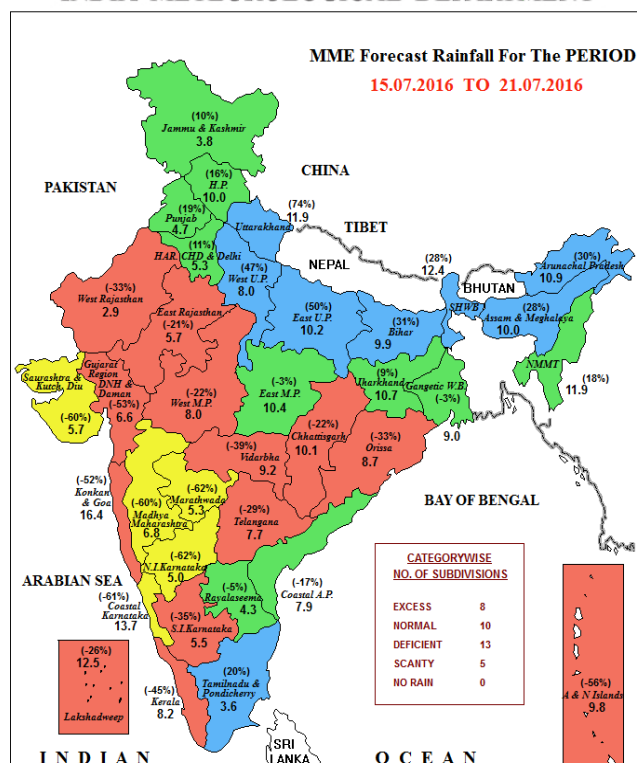 INDIA METEOROLOGICAL DEPARTMENT
MME Forecast Rainfall For The PERIOD
15.07.2016 TO 21.07.2016
(10%)
Jammu & Kashmir
3.8
CHINA
(16%)
H.P.
10.0
PAKISTAN
(19%)
Punjab
4.7
(74%)
11.9
Uttarakhand
TIBET
(11%)
HAR. CHD & Delhi
5.3
NEPAL
(28%)
12.4
(30%)
Arunachal Pradesh
10.9
(47%)
West U.P.
8.0
BHUTAN
(-33%)
West Rajasthan
2.9
East Rajasthan
(-21%)
5.7
(50%)
East U.P.
10.2
(31%)
Bihar
9.9
SHWB
(28%)
Assam & Meghalaya
10.0
NMMT
(18%)
11.9
Saurashtra &
Kutch, Diu
(-60%)
5.7
Gujarat
Region
DNH &
Daman
(-53%)
6.6
(-22%)
West M.P.
8.0
(-3%)
East M.P.
10.4
(9%)
Jharkhand
10.7
Gangetic W.B.
(-3%)
9.0
(-22%)
Chhattisgarh
10.1
(-33%)
Orissa
8.7
(-39%)
Vidarbha
9.2
(-52%)
Konkan
& Goa
16.4
(-62%)
Marathwada
5.3
(-60%)
Madhya
Maharashtra
6.8
(-29%)
Telangana
7.7
BAY OF BENGAL
(-62%)
N.I.Karnataka
5.0
ARABIAN SEA
(-61%)
Coastal
Karnataka
13.7
(-5%)
Rayalaseema
4.3
(-17%)
Coastal A.P.
7.9
(-35%)
S.I.Karnataka
5.5
CATEGORYWISE
NO. OF SUBDIVISIONS
EXCESS 8
NORMAL 10
DEFICIENT 13
SCANTY 5
NO RAIN 0
(-26%)
12.5
Lakshadweep
(-45%)
Kerala
8.2
(20%)
Tamilnadu &
Pondicherry
3.6
(-56%)
A & N Islands
9.8
SRI
LANKA
INDIAN OCEAN